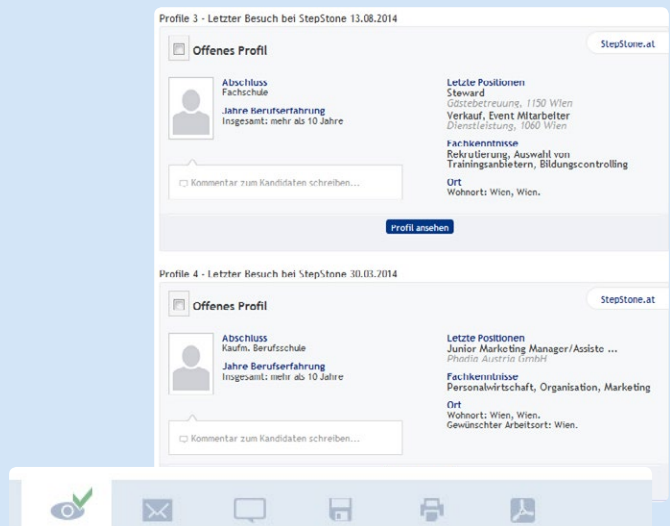 Profile 3 - Letzter Besuch bei StepStone 13.08.2014
Offenes Profil
StepStone.at
Abschluss
Fachschule
Jahre Berufserfahrung
Insgesamt: mehr als 10 Jahre
Kommentar zum Kandidaten schreiben...
Letzte Positionen
Steward
Gästebetreuung, 1150 Wien
Verkauf, Event Mitarbeiter
Dienstleistung, 1060 Wien
Fachkenntnisse
Rekrutierung, Auswahl von
Trainingsanbietern, Bildungscontrolling
Ort
Wohnort: Wien, Wien.
Profil ansehen
Profile 4 - Letzter Besuch bei StepStone 30.03.2014
Offenes Profil
StepStone.at
Abschluss
Kaufm. Berufsschule
Jahre Berufserfahrung
Insgesamt: mehr als 10 Jahre
Kommentar zum Kandidaten schreiben...
Letzte Positionen
Junior Marketing Manager/Assiste ...
Phadia Austria GmbH
Fachkenntnisse
Personalwirtschaft, Organisation, Marketing
Ort
Wohnort: Wien, Wien.
Gewünschter Arbeitsort: Wien.